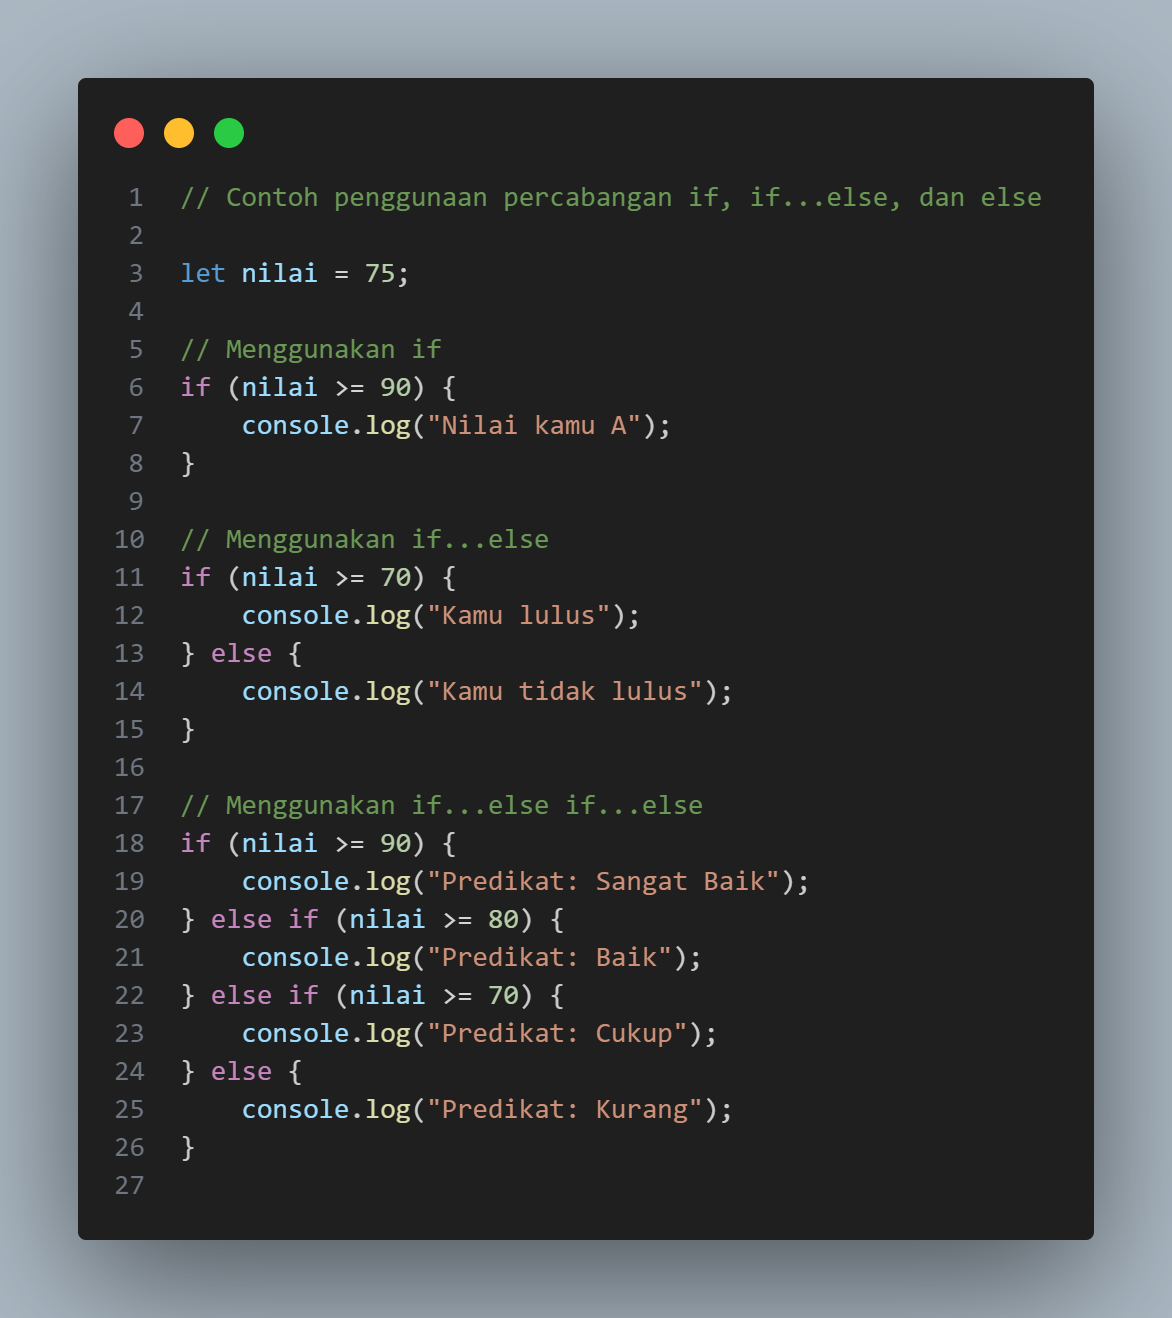 1 // Contoh penggunaan percabangan if, if...else, dan else
2
3 let nilai = 75;
4
5 // Menggunakan if
6 if (nilai >= 90) {
7     console.log("Nilai kamu A");
8 }
9
10 // Menggunakan if...else
11 if (nilai >= 70) {
12     console.log("Kamu lulus");
13 } else {
14     console.log("Kamu tidak lulus");
15 }
16
17 // Menggunakan if...else if...else
18 if (nilai >= 90) {
19     console.log("Predikat: Sangat Baik");
20 } else if (nilai >= 80) {
21     console.log("Predikat: Baik");
22 } else if (nilai >= 70) {
23     console.log("Predikat: Cukup");
24 } else {
25     console.log("Predikat: Kurang");
26 }
27